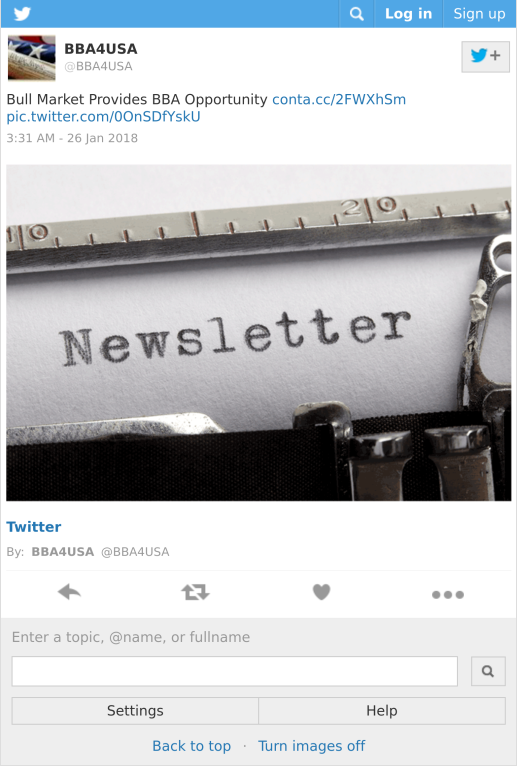 Log in Sign up
BBA4USA
@BBA4USA
Bull Market Provides BBA Opportunity conta.cc/2FWXhSm
pic.twitter.com/0OnSDfYskU
3:31 AM - 26 Jan 2018
10 20
Newsletter
Twitter
By: BBA4USA @BBA4USA
Enter a topic, @name, or fullname
Settings Help
Back to top · Turn images off